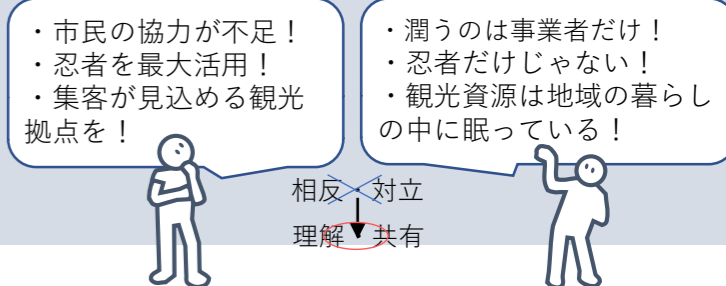 ・市民の協力が不足！
・忍者を最大活用！
・集客が見込める観光
拠点を！
・潤うのは事業者だけ！
・忍者だけじゃない！
・観光資源は地域の暮らし
の中に眠っている！
相反・対立
理解・共有